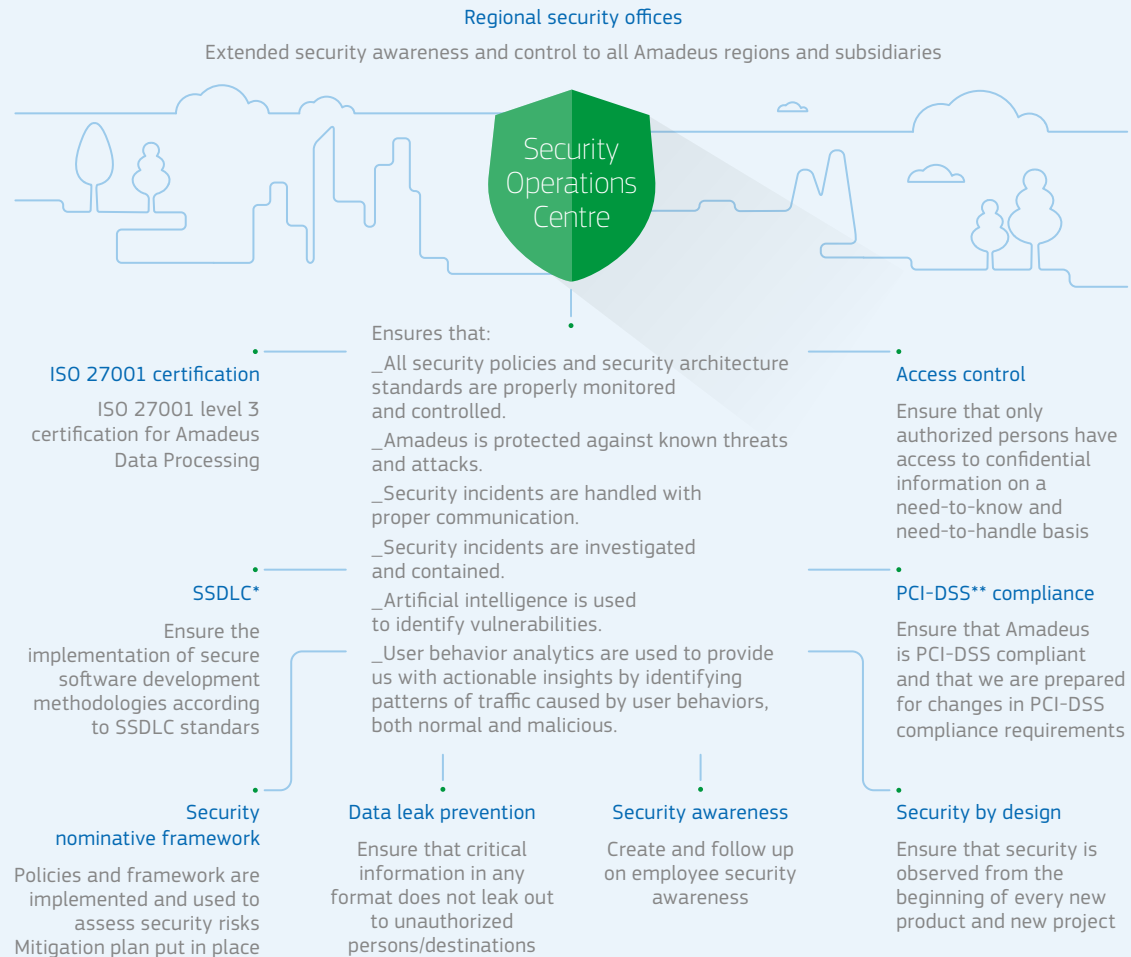 Regional security offices
Extended security awareness and control to all Amadeus regions and subsidiaries
Security
Operations
Centre
Ensures that:
_All security policies and security architecture
standards are properly monitored
and controlled.
_Amadeus is protected against known threats
and attacks.
_Security incidents are handled with
proper communication.
_Security incidents are investigated
and contained.
_Artificial intelligence is used
to identify vulnerabilities.
_User behavior analytics are used to provide
us with actionable insights by identifying
patterns of traffic caused by user behaviors,
both normal and malicious.
ISO 27001 certification
ISO 27001 level 3
certification for Amadeus
Data Processing
Access control
Ensure that only
authorized persons have
access to confidential
information on a
need-to-know and
need-to-handle basis
SSDLC*
Ensure the
implementation of secure
software development
methodologies according
to SSDLC standars
PCI-DSS** compliance
Ensure that Amadeus
is PCI-DSS compliant
and that we are prepared
for changes in PCI-DSS
compliance requirements
Security
nominative framework
Policies and framework are
implemented and used to
assess security risks
Mitigation plan put in place
Data leak prevention
Ensure that critical
information in any
format does not leak out
to unauthorized
persons/destinations
Security awareness
Create and follow up
on employee security
awareness
Security by design
Ensure that security is
observed from the
beginning of every new
product and new project